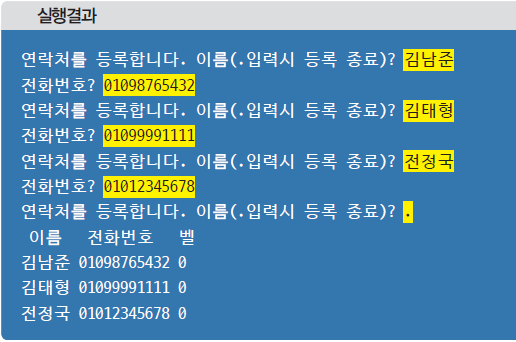 실행결과
연락처를 등록합니다. 이름(.입력시 등록 종료)? 김남준
전화번호? 01098765432
연락처를 등록합니다. 이름(.입력시 등록 종료)? 김태형
전화번호? 01099991111
연락처를 등록합니다. 이름(.입력시 등록 종료)? 전정국
전화번호? 01012345678
연락처를 등록합니다. 이름(.입력시 등록 종료)? .
이름 전화번호 벨
김남준 01098765432 0
김태형 01099991111 0
전정국 01012345678 0